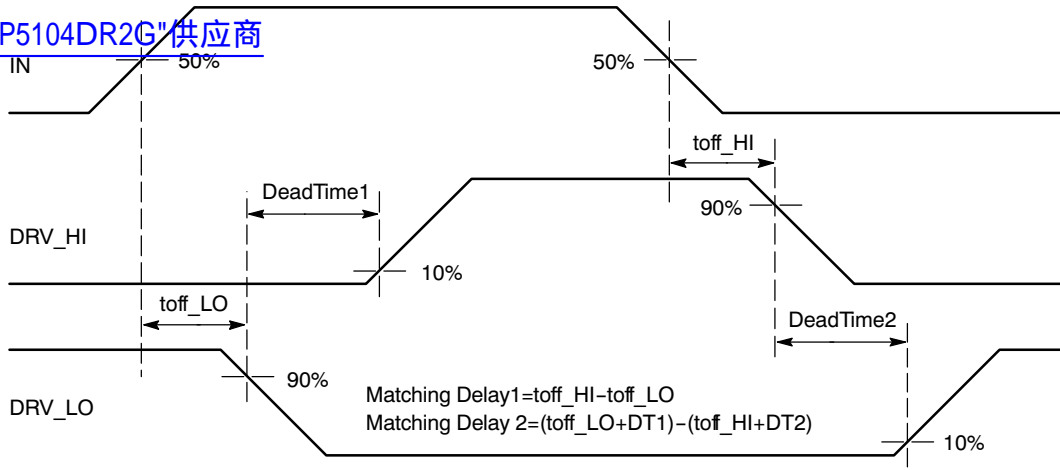 P5104DR2G"供应商
IN
50%
50%
toff_HI
DeadTime1
90%
DRV_HI
10%
toff_LO
DeadTime2
90%
Matching Delay1=toff_HI-toff_LO
DRV_LO
Matching Delay 2=(toff_LO+DT1)-(toff_HI+DT2)
10%